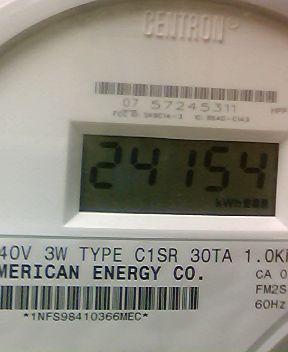 CENTRON®
07 57245311
24154
kWh
40V 3W TYPE C1SR 30TA 1.0K
MERICAN ENERGY CO.
CA 0
FM2S
60Hz
*1NFS98410366MEC*